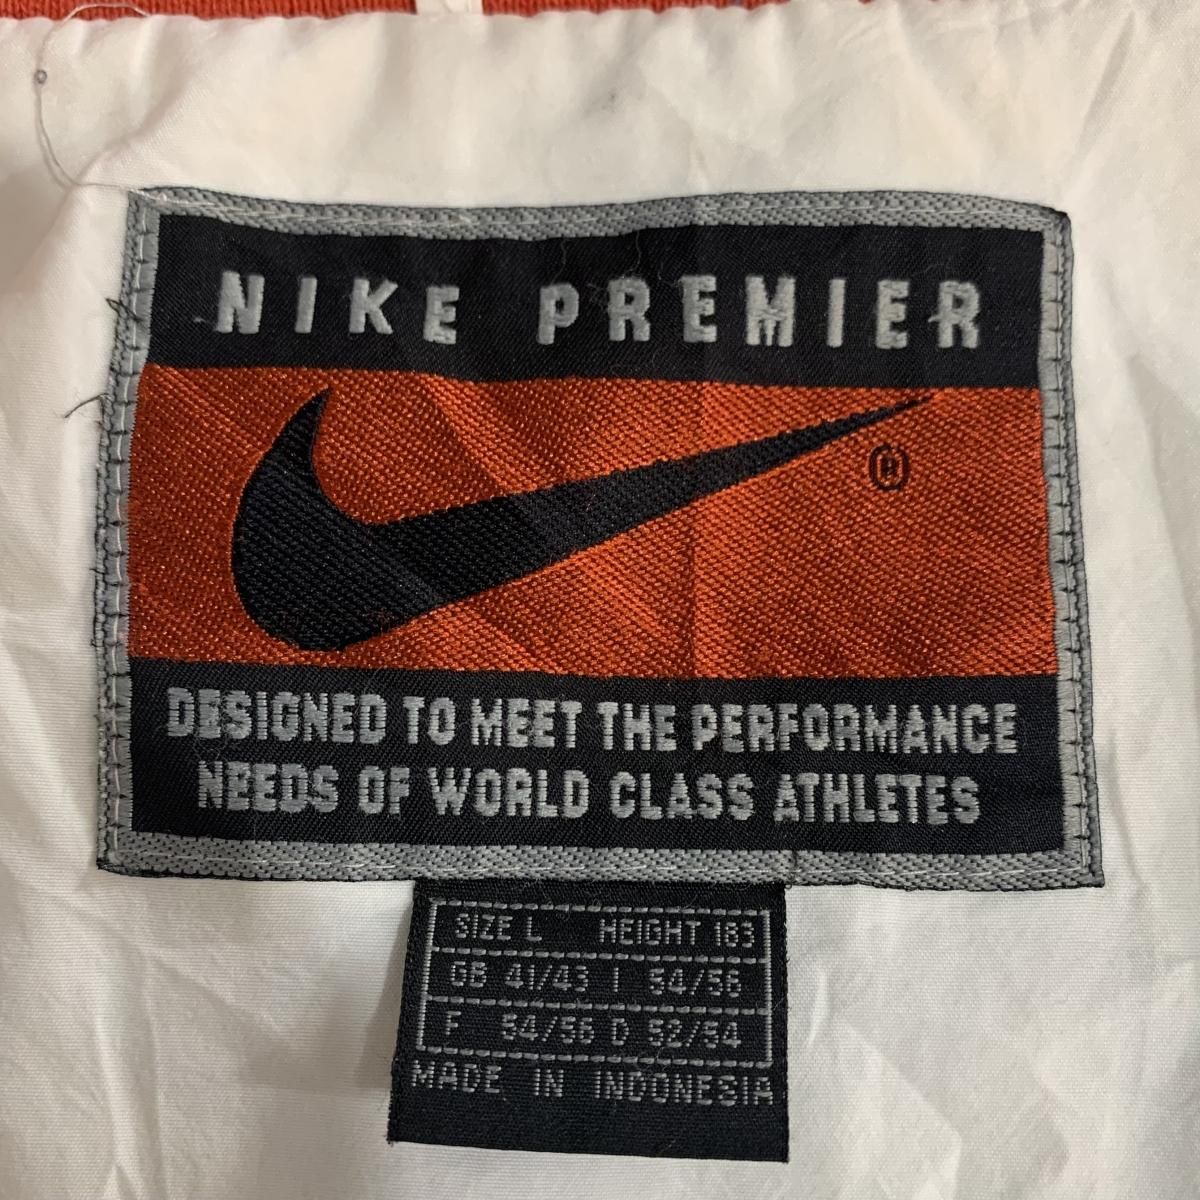 NIKE PREMIER
®
DESIGNED TO MEET THE PERFORMANCE
NEEDS OF WORLD CLASS ATHLETES
SIZE L HEIGHT 183
GB 41/43 I 54/56
F 54/56 D 52/54
MADE IN INDONESIA